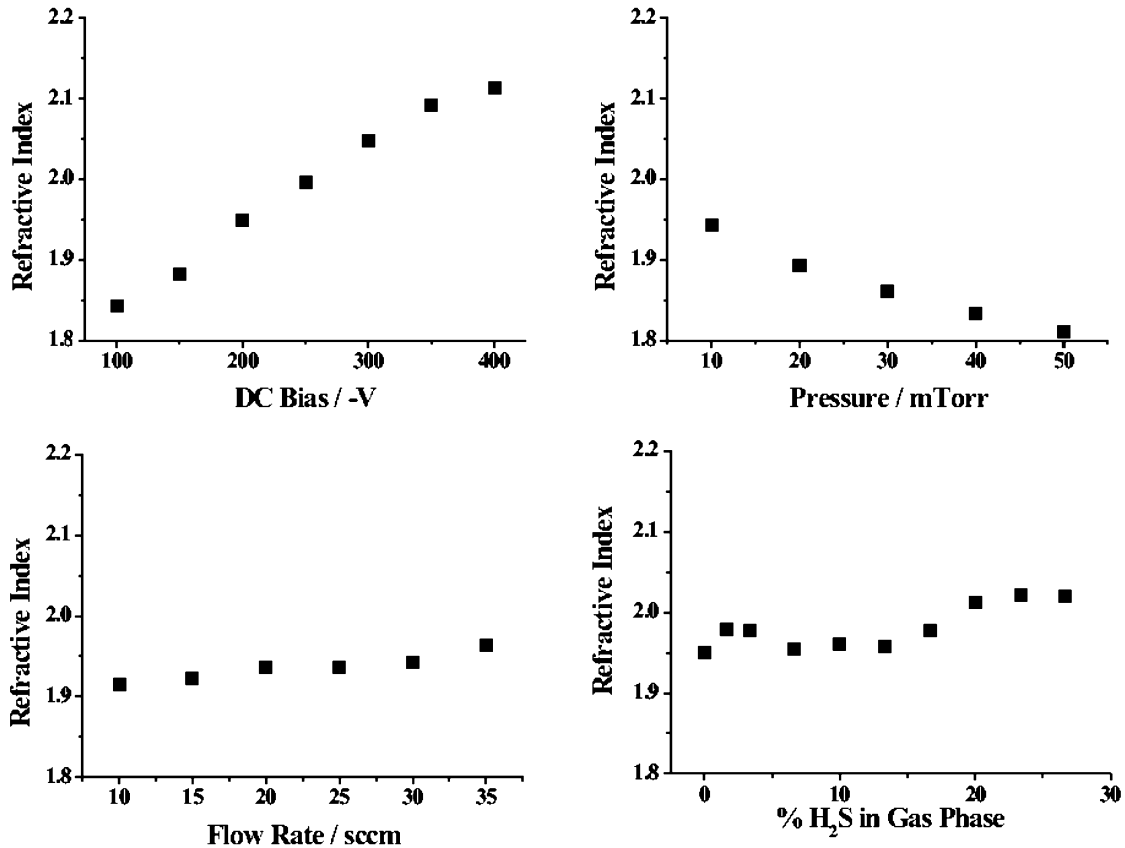 2.2
2.1
2.0
1.9
1.8
Refractive Index
100 200 300 400
DC Bias / -V
2.2
2.1
2.0
1.9
1.8
Refractive Index
10 20 30 40 50
Pressure / mTorr
2.2
2.1
2.0
1.9
1.8
Refractive Index
10 15 20 25 30 35
Flow Rate / sccm
2.2
2.1
2.0
1.9
1.8
Refractive Index
0 10 20 30
% H₂S in Gas Phase